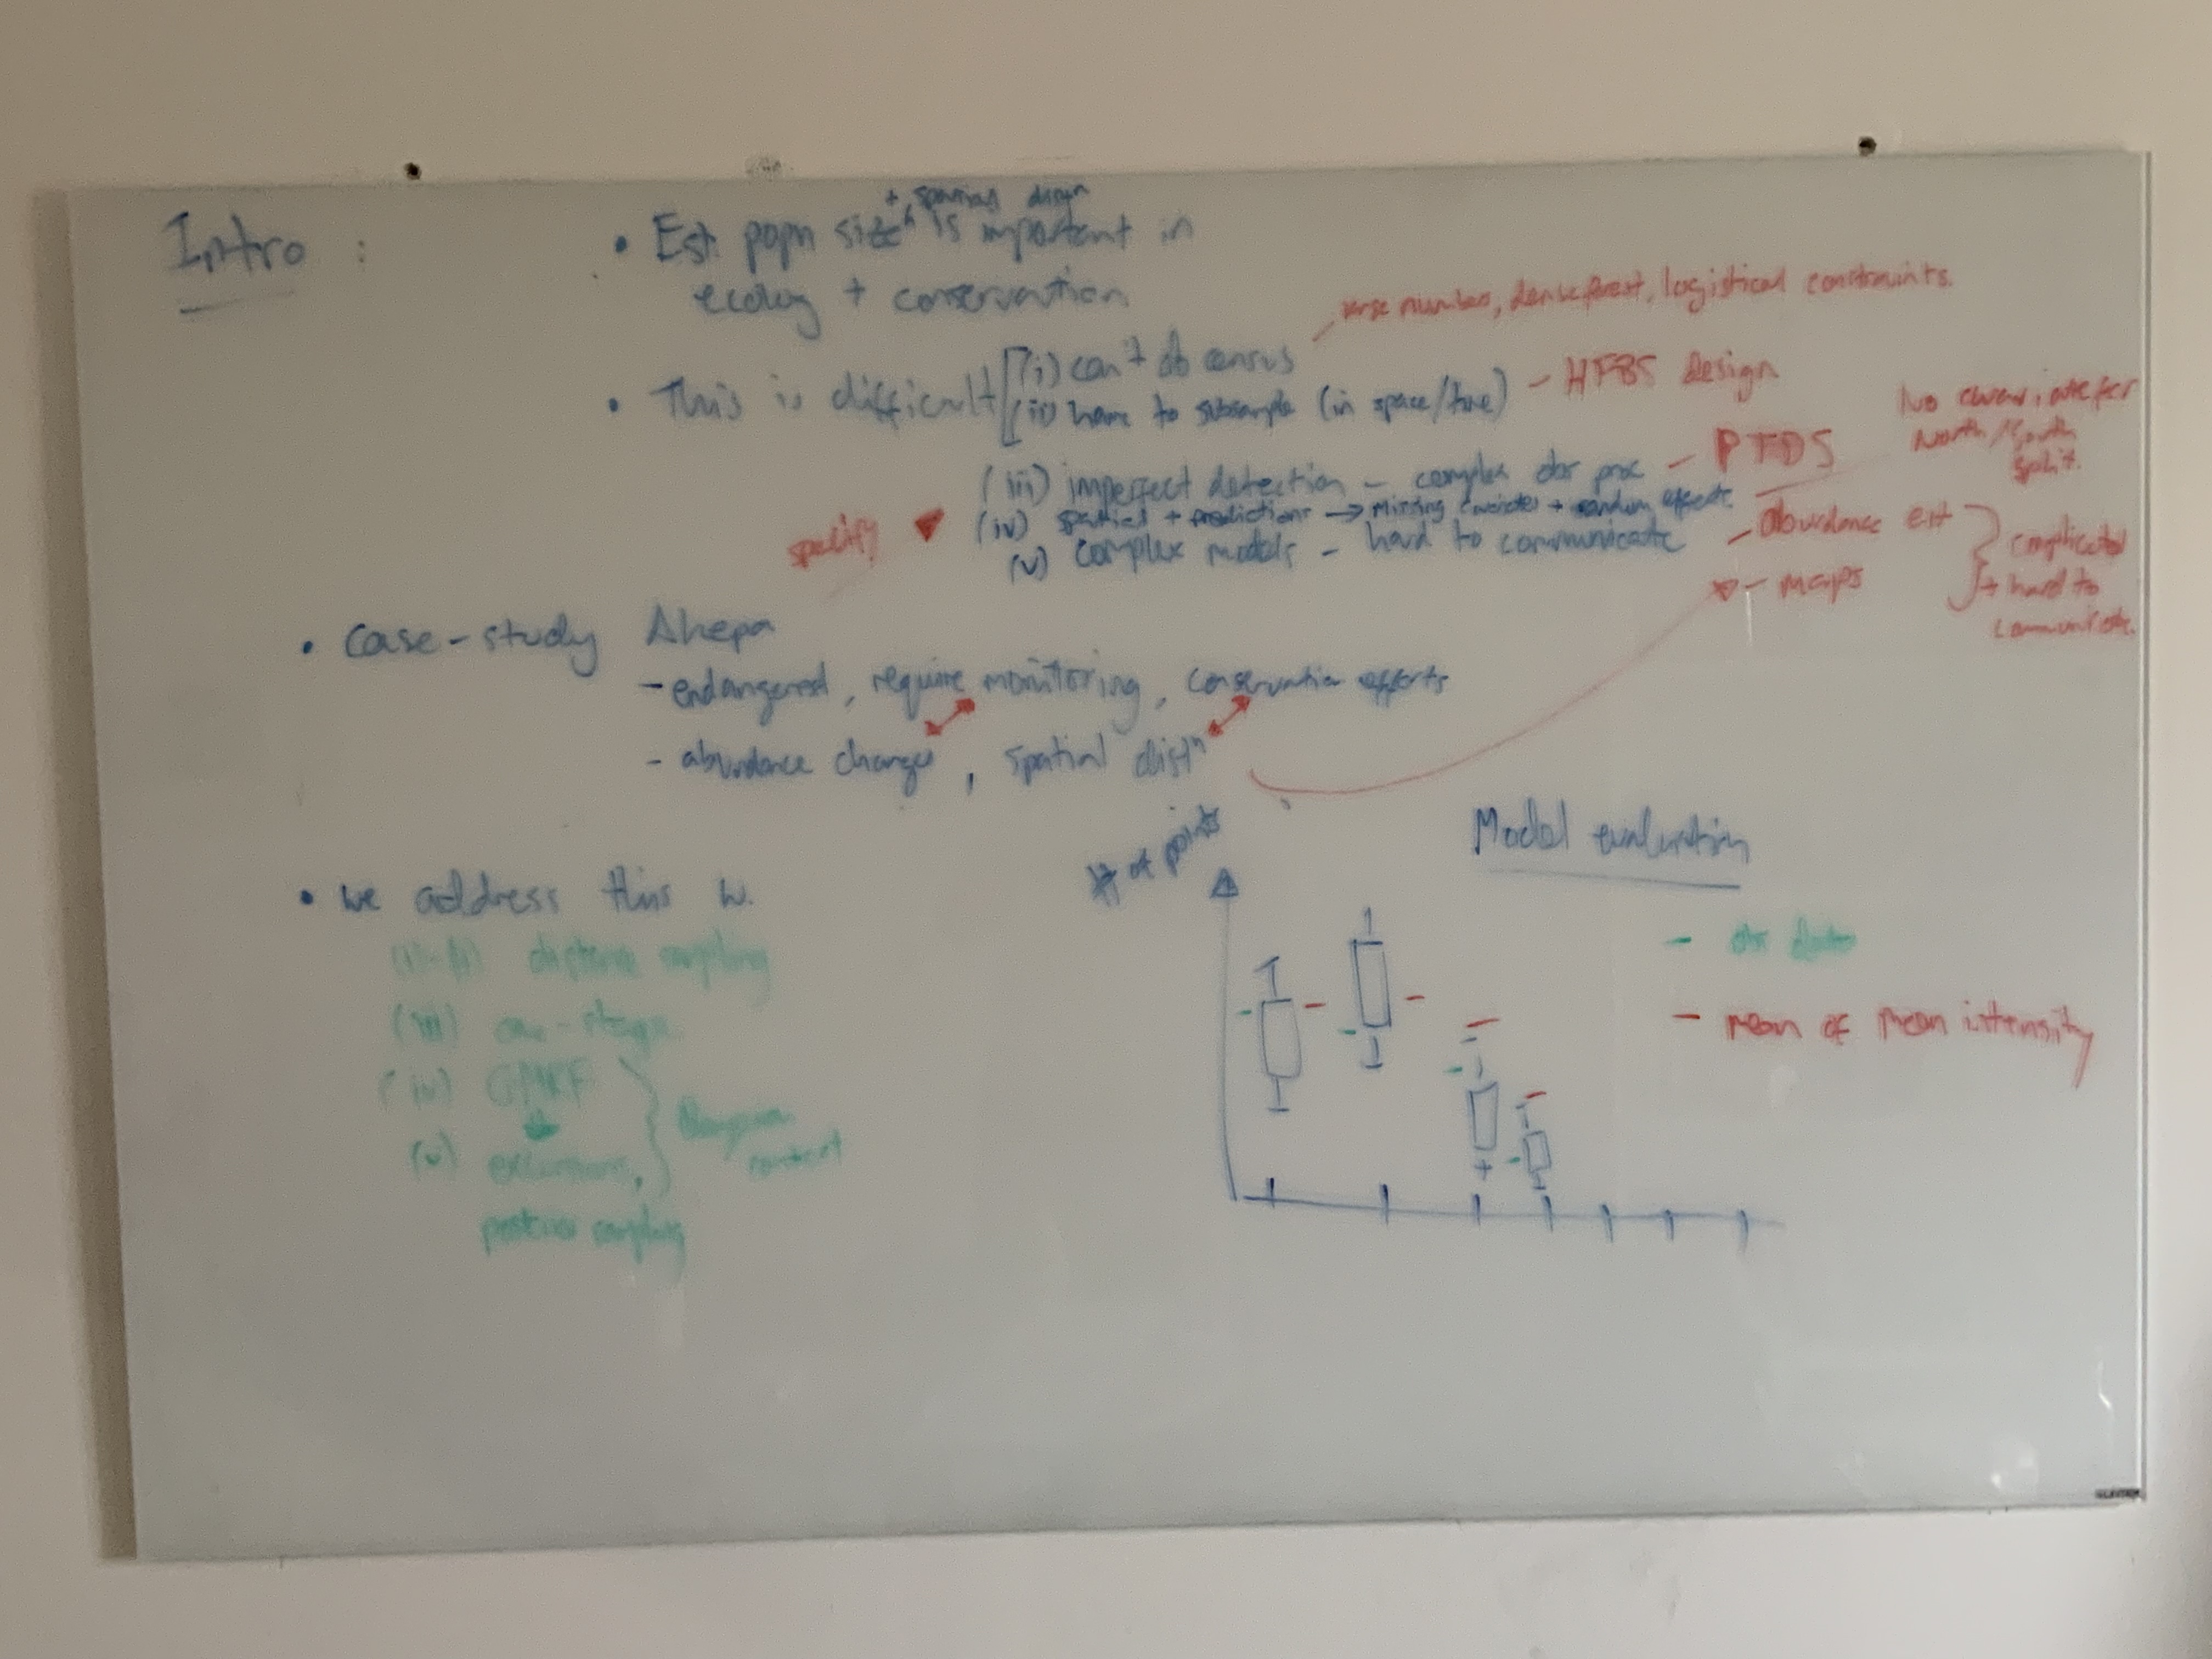 Intro :
+ spatial distn
• Est. popn size is important in
ecology + conservation
large number, dense forest, logistical constraints.
• This is difficult (i) can't do census
(ii) have to subsample (in space/time) - HFBS design
No covariate for
North/South
split.
(iii) imperfect detection - complex obs proc - PTDS
specify (iv) spatial + predictions → Missing covariates + random effects
(v) complex models - hard to communicate - abundance est
- maps
complicated
+ hard to
communicate.
• Case-study Akepa
- endangered, require monitoring, conservation efforts
- abundance changes, spatial distn
# of points
Model evaluation
• we address this w.
(i)-(ii) distance sampling
(iii) one-stage
(iv) GMRF
(v) excursions,
posterior sampling
Bayesian
context
- obs data
- mean of mean intensity